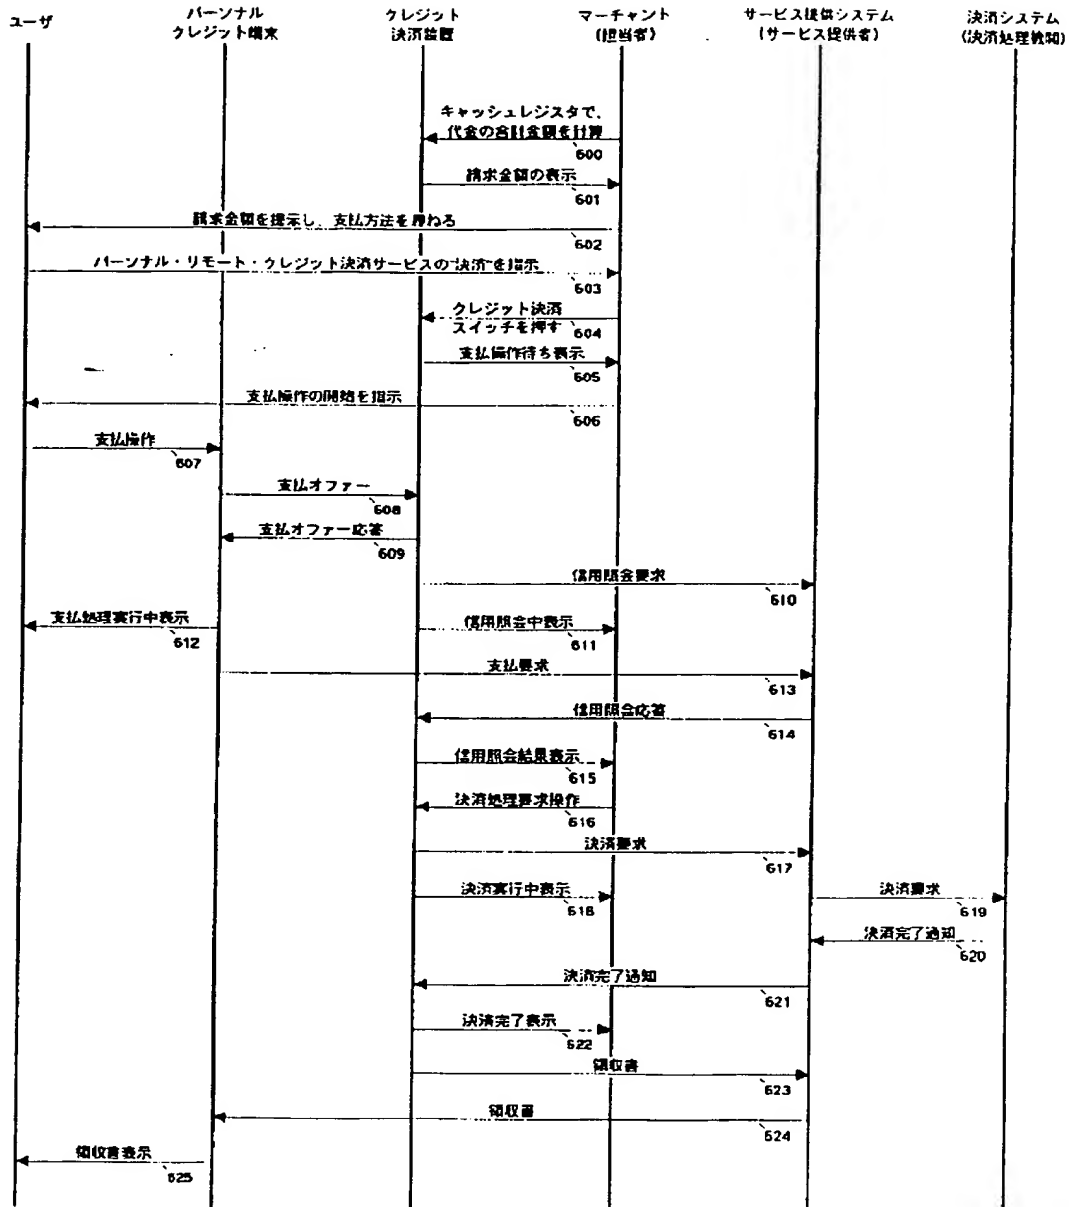 ユーザ
パーソナル
クレジット端末
クレジット
決済装置
マーチャント
(担当者)
サービス提供システム
(サービス提供者)
決済システム
(決済処理機関)
キャッシュレジスタで、
代金の合計金額を計算
600
請求金額の表示
601
請求金額を提示し、支払方法を尋ねる
602
パーソナル・リモート・クレジット決済サービスの"決済"を指示
603
クレジット決済
スイッチを押す
604
支払操作待ち表示
605
支払操作の開始を指示
606
支払操作
607
支払オファー
608
支払オファー応答
609
信用照会要求
610
支払処理実行中表示
612
信用照会中表示
611
支払要求
613
信用照会応答
614
信用照会結果表示
615
決済処理要求操作
616
決済要求
617
決済実行中表示
618
決済要求
619
決済完了通知
620
決済完了通知
621
決済完了表示
622
領収書
623
領収書
624
領収書表示
625